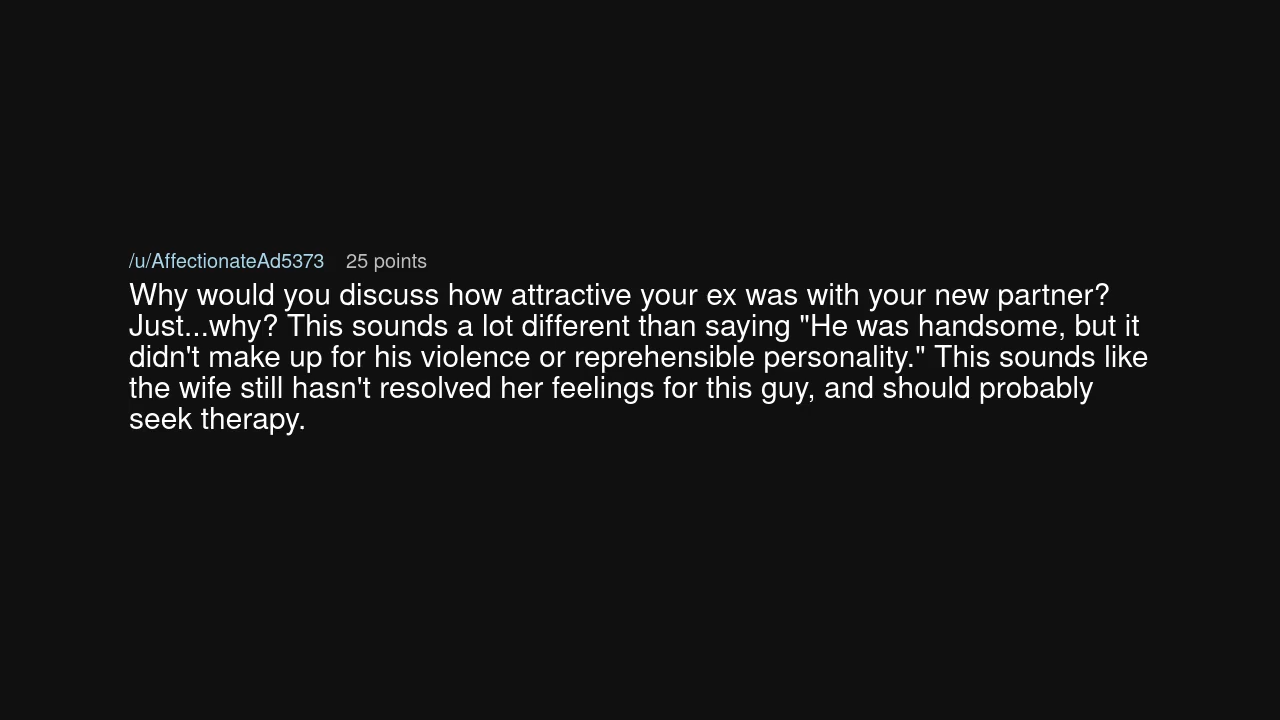 /u/AffectionateAd5373 25 points
Why would you discuss how attractive your ex was with your new partner?
Just...why? This sounds a lot different than saying "He was handsome, but it
didn't make up for his violence or reprehensible personality." This sounds like
the wife still hasn't resolved her feelings for this guy, and should probably
seek therapy.